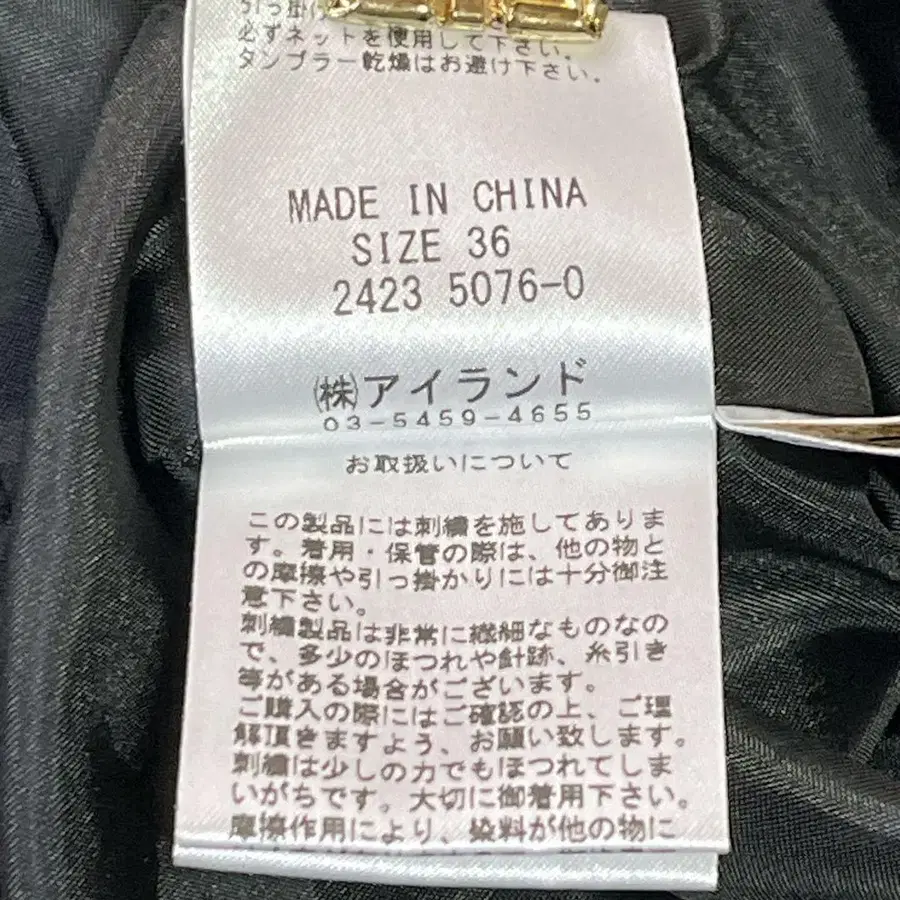 引っ掛け
必ずネットを使用して下さい。
タンブラー乾燥はお避け下さい。
MADE IN CHINA
SIZE 36
2423 5076-0
㈱アイランド
03-5459-4655
お取扱いについて
この製品には刺繍を施してありま
す。着用・保管の際は、他の物と
の摩擦や引っ掛かりには十分御注
意下さい。
刺繍製品は非常に繊細なものなの
で、多少のほつれや針跡、糸引き
等がある場合がございます。
ご購入の際にはご確認の上、ご理
解頂きますよう、お願い致します。
刺繍は少しの力でもほつれてしま
いがちです。大切に御着用下さい。
摩擦作用により、染料が他の物に